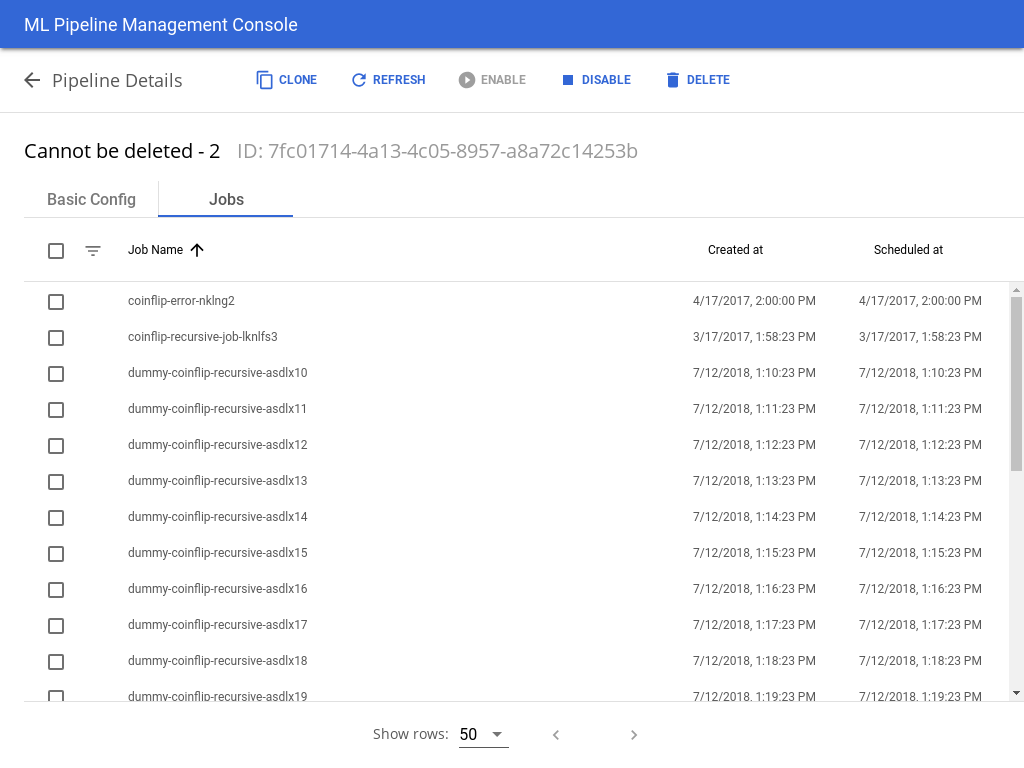 ML Pipeline Management Console
Pipeline Details CLONE REFRESH ENABLE DISABLE DELETE
Cannot be deleted - 2 ID: 7fc01714-4a13-4c05-8957-a8a72c14253b
Basic Config Jobs
Job Name Created at Scheduled at
coinflip-error-nklng2 4/17/2017, 2:00:00 PM 4/17/2017, 2:00:00 PM
coinflip-recursive-job-lknlfs3 3/17/2017, 1:58:23 PM 3/17/2017, 1:58:23 PM
dummy-coinflip-recursive-asdlx10 7/12/2018, 1:10:23 PM 7/12/2018, 1:10:23 PM
dummy-coinflip-recursive-asdlx11 7/12/2018, 1:11:23 PM 7/12/2018, 1:11:23 PM
dummy-coinflip-recursive-asdlx12 7/12/2018, 1:12:23 PM 7/12/2018, 1:12:23 PM
dummy-coinflip-recursive-asdlx13 7/12/2018, 1:13:23 PM 7/12/2018, 1:13:23 PM
dummy-coinflip-recursive-asdlx14 7/12/2018, 1:14:23 PM 7/12/2018, 1:14:23 PM
dummy-coinflip-recursive-asdlx15 7/12/2018, 1:15:23 PM 7/12/2018, 1:15:23 PM
dummy-coinflip-recursive-asdlx16 7/12/2018, 1:16:23 PM 7/12/2018, 1:16:23 PM
dummy-coinflip-recursive-asdlx17 7/12/2018, 1:17:23 PM 7/12/2018, 1:17:23 PM
dummy-coinflip-recursive-asdlx18 7/12/2018, 1:18:23 PM 7/12/2018, 1:18:23 PM
dummy-coinflip-recursive-asdlx19 7/12/2018, 1:19:23 PM 7/12/2018, 1:19:23 PM
Show rows: 50